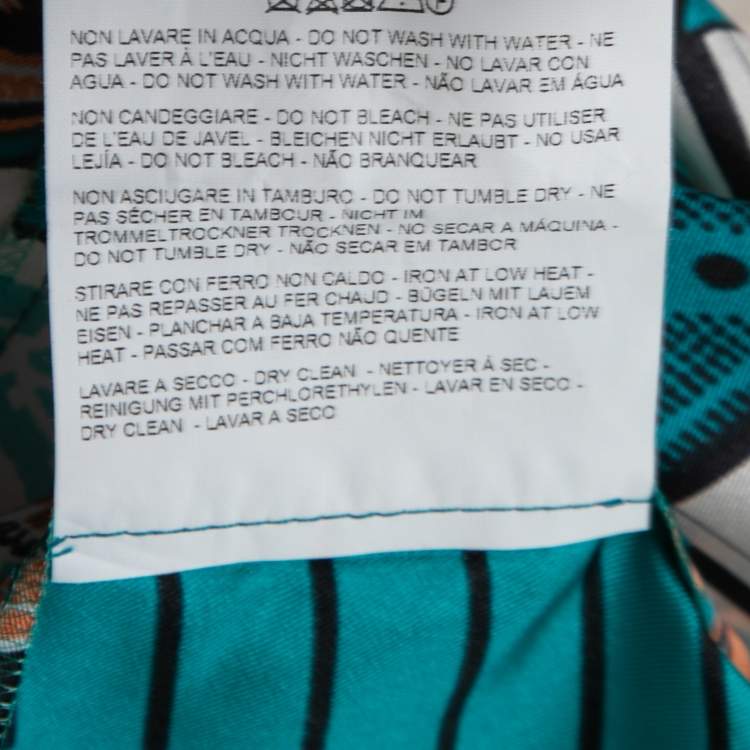 NON LAVARE IN ACQUA - DO NOT WASH WITH WATER - NE
PAS LAVER À L'EAU - NICHT WASCHEN - NO LAVAR CON
AGUA - DO NOT WASH WITH WATER - NÃO LAVAR EM ÁGUA
NON CANDEGGIARE - DO NOT BLEACH - NE PAS UTILISER
DE L'EAU DE JAVEL - BLEICHEN NICHT ERLAUBT - NO USAR
LEJÍA - DO NOT BLEACH - NÃO BRANQUEAR
NON ASCIUGARE IN TAMBURO - DO NOT TUMBLE DRY - NE
PAS SÉCHER EN TAMBOUR - NICHT IM
TROMMELTROCKNER TROCKNEN - NO SECAR A MÁQUINA -
DO NOT TUMBLE DRY - NÃO SECAR EM TAMBOR
STIRARE CON FERRO NON CALDO - IRON AT LOW HEAT -
NE PAS REPASSER AU FER CHAUD - BÜGELN MIT LAUEM
EISEN - PLANCHAR A BAJA TEMPERATURA - IRON AT LOW
HEAT - PASSAR COM FERRO NÃO QUENTE
LAVARE A SECCO - DRY CLEAN - NETTOYER À SEC -
REINIGUNG MIT PERCHLORETHYLEN - LAVAR EN SECO -
DRY CLEAN - LAVAR A SECO